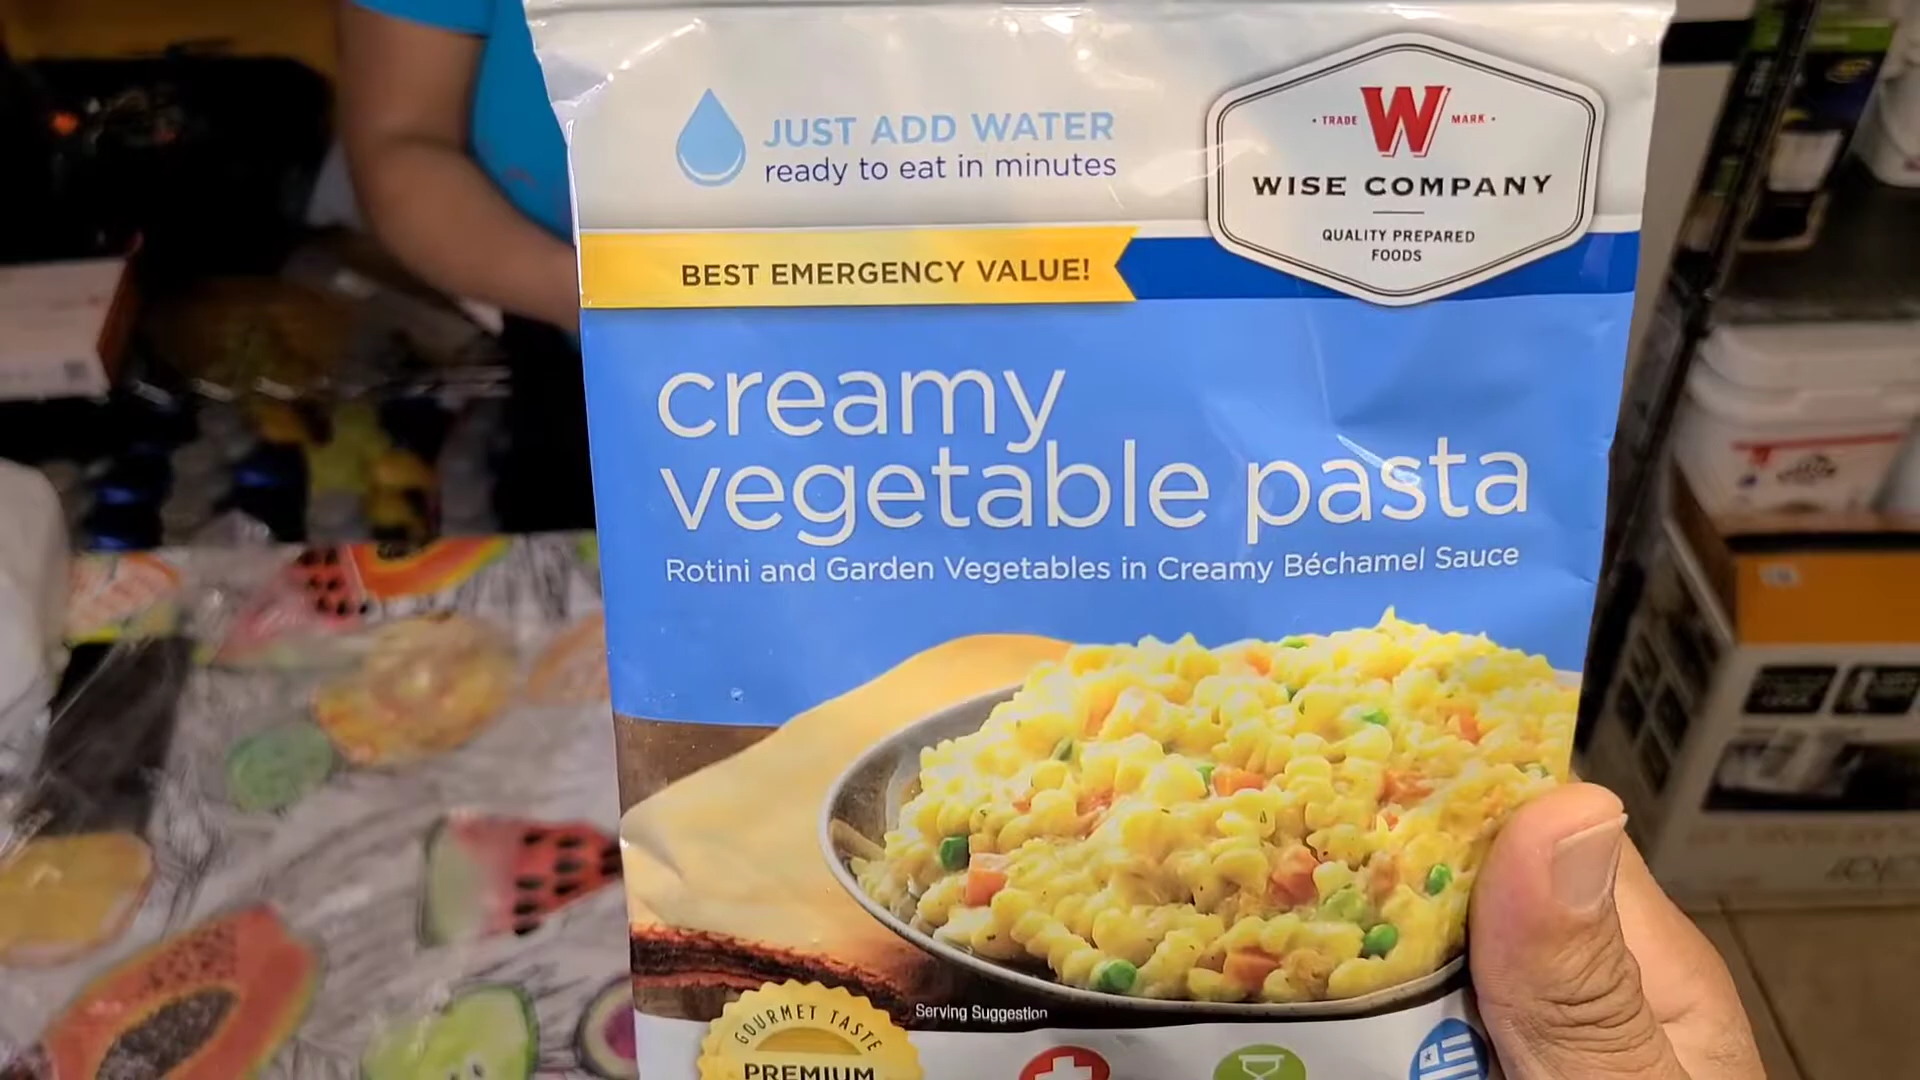 JUST ADD WATER
ready to eat in minutes
TRADE W MARK
WISE COMPANY
QUALITY PREPARED
FOODS
BEST EMERGENCY VALUE!
creamy
vegetable pasta
Rotini and Garden Vegetables in Creamy Béchamel Sauce
Serving Suggestion
GOURMET TASTE
PREMIUM